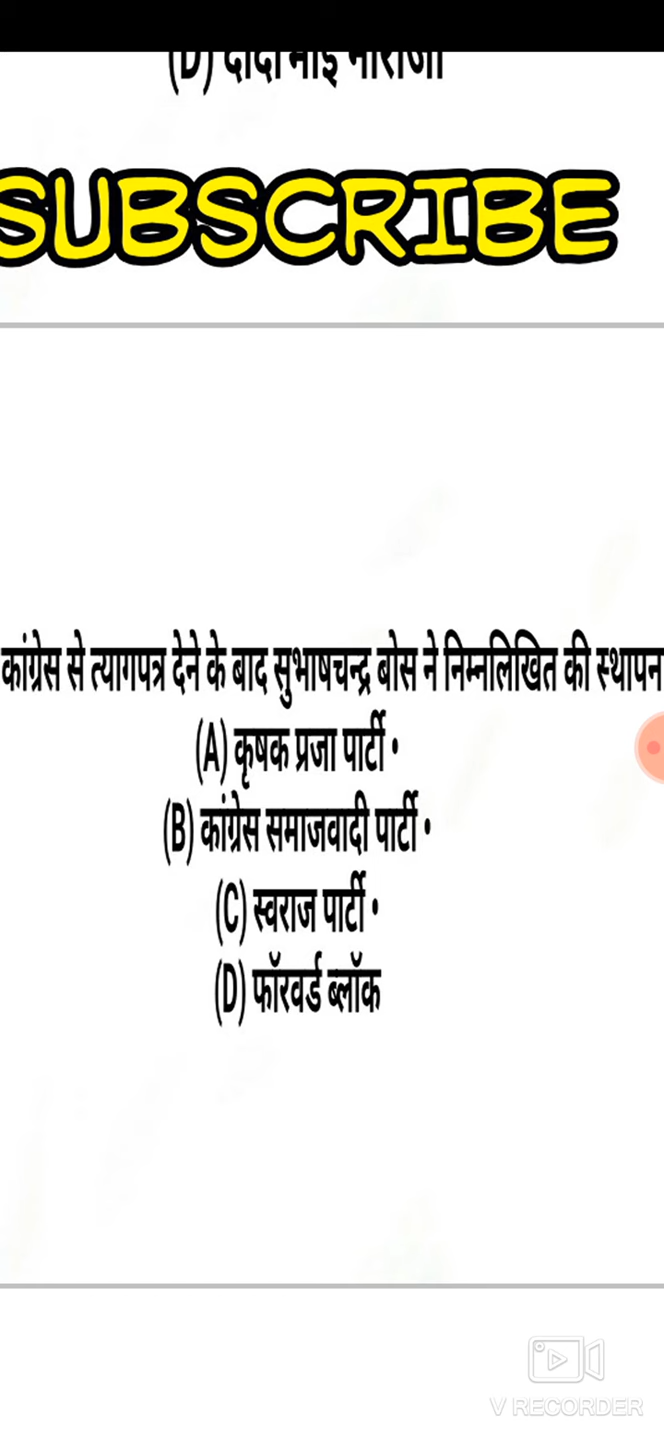 (D) दादाभाई नौरोजी
SUBSCRIBE
कांग्रेस से त्यागपत्र देने के बाद सुभाषचन्द्र बोस ने निम्नलिखित की स्थापन
(A) कृषक प्रजा पार्टी •
(B) कांग्रेस समाजवादी पार्टी •
(C) स्वराज पार्टी •
(D) फॉरवर्ड ब्लॉक
V RECORDER